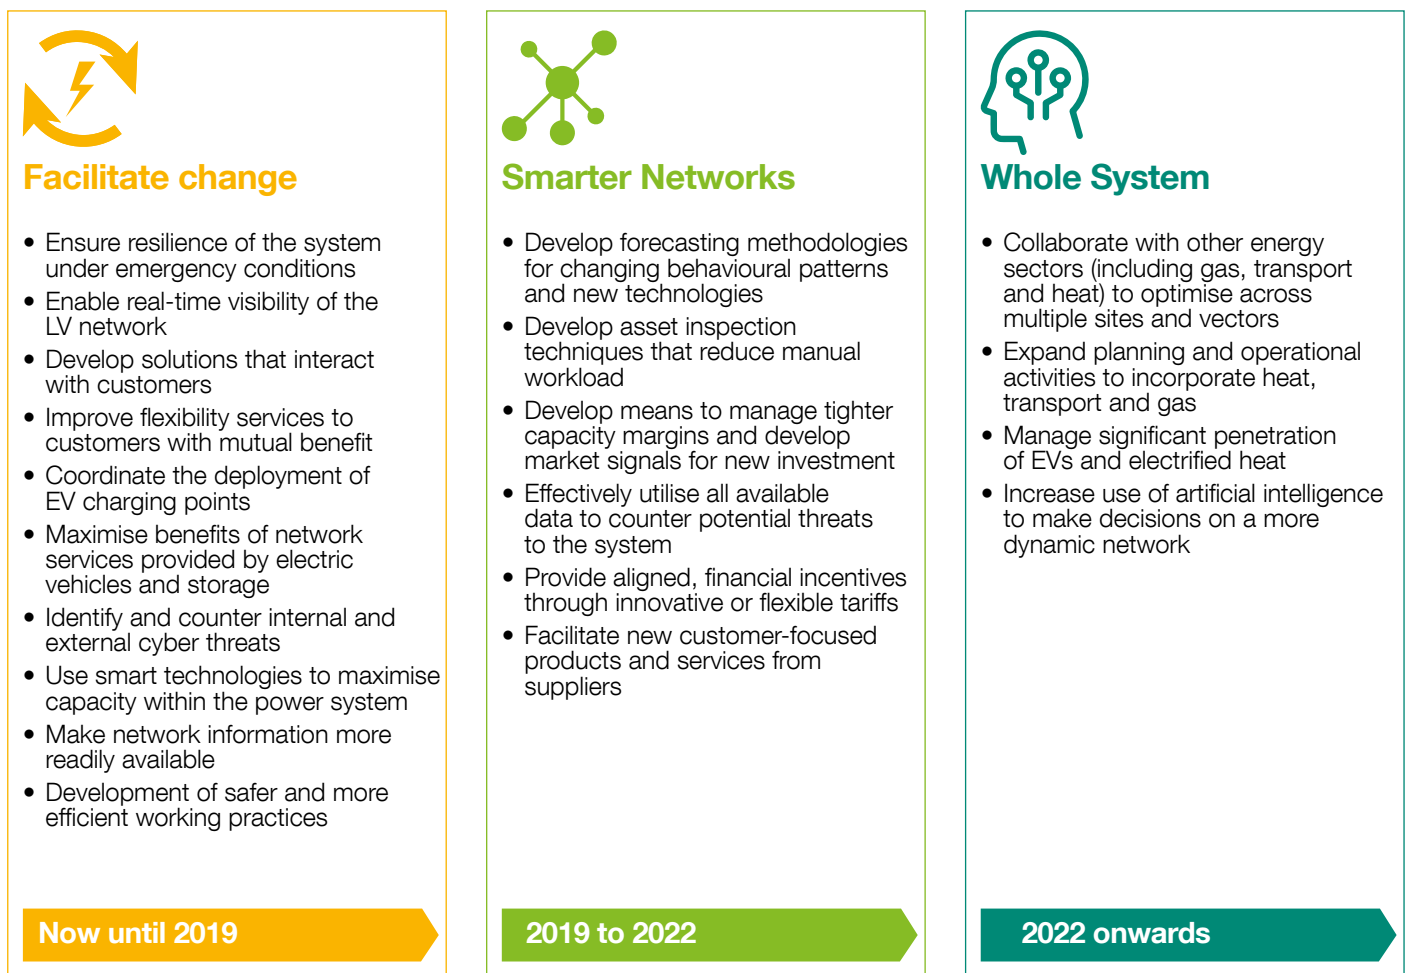 Facilitate change
• Ensure resilience of the system
under emergency conditions
• Enable real-time visibility of the
LV network
• Develop solutions that interact
with customers
• Improve flexibility services to
customers with mutual benefit
• Coordinate the deployment of
EV charging points
• Maximise benefits of network
services provided by electric
vehicles and storage
• Identify and counter internal and
external cyber threats
• Use smart technologies to maximise
capacity within the power system
• Make network information more
readily available
• Development of safer and more
efficient working practices
Now until 2019
Smarter Networks
• Develop forecasting methodologies
for changing behavioural patterns
and new technologies
• Develop asset inspection
techniques that reduce manual
workload
• Develop means to manage tighter
capacity margins and develop
market signals for new investment
• Effectively utilise all available
data to counter potential threats
to the system
• Provide aligned, financial incentives
through innovative or flexible tariffs
• Facilitate new customer-focused
products and services from
suppliers
2019 to 2022
Whole System
• Collaborate with other energy
sectors (including gas, transport
and heat) to optimise across
multiple sites and vectors
• Expand planning and operational
activities to incorporate heat,
transport and gas
• Manage significant penetration
of EVs and electrified heat
• Increase use of artificial intelligence
to make decisions on a more
dynamic network
2022 onwards